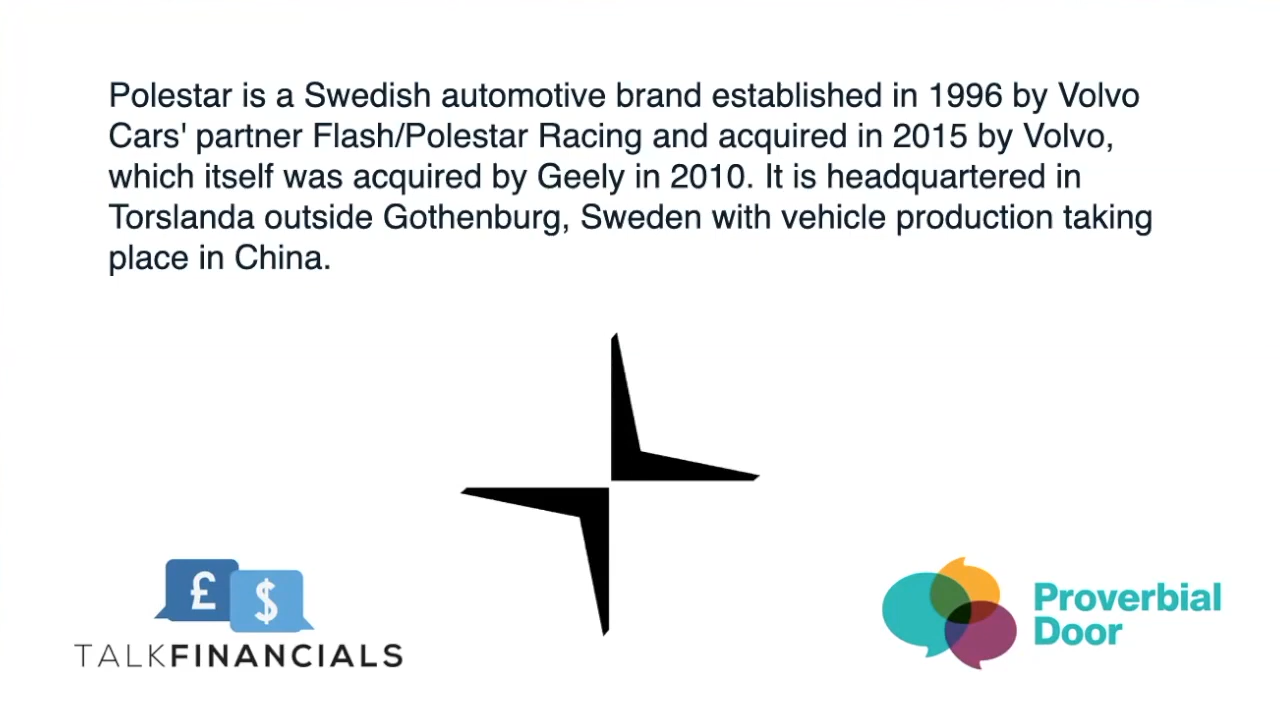 Polestar is a Swedish automotive brand established in 1996 by Volvo
Cars' partner Flash/Polestar Racing and acquired in 2015 by Volvo,
which itself was acquired by Geely in 2010. It is headquartered in
Torslanda outside Gothenburg, Sweden with vehicle production taking
place in China.
£ $
TALKFINANCIALS
Proverbial
Door